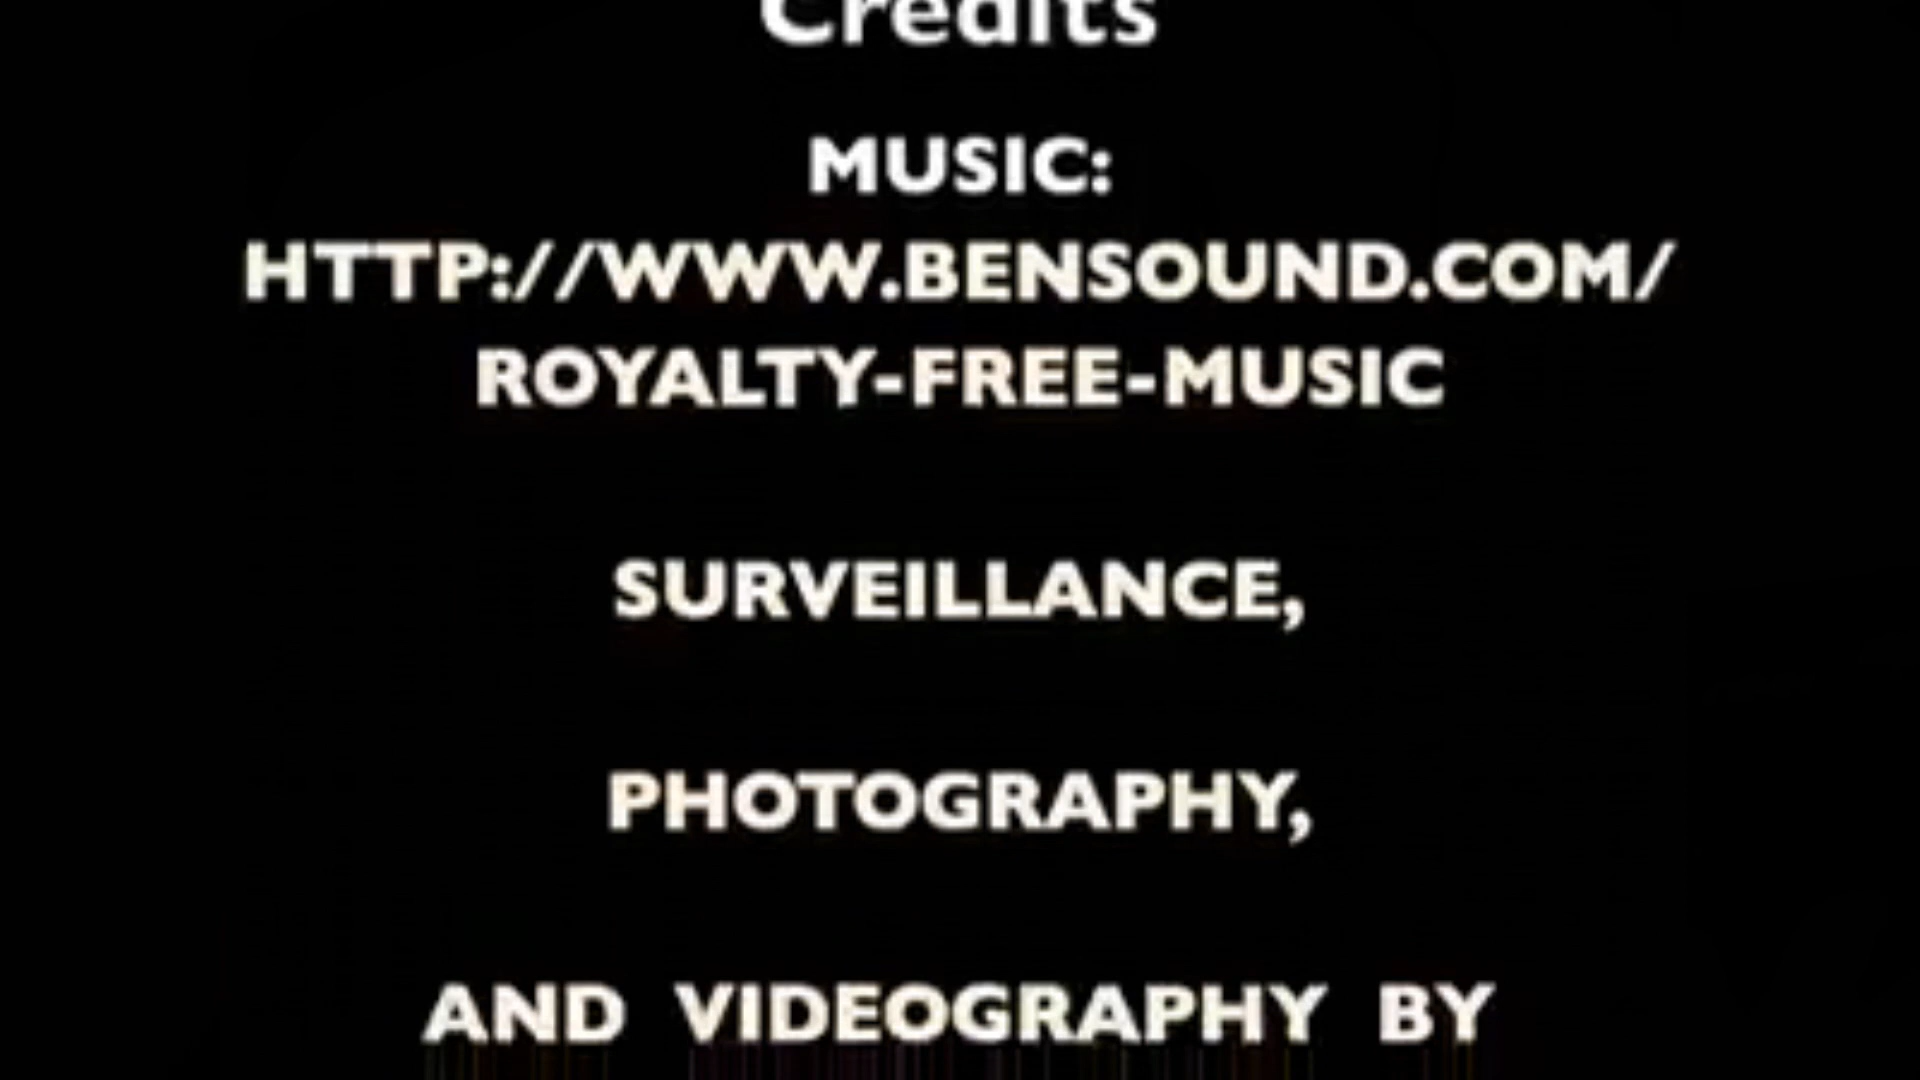 Credits
MUSIC:
HTTP://WWW.BENSOUND.COM/
ROYALTY-FREE-MUSIC
SURVEILLANCE,
PHOTOGRAPHY,
AND VIDEOGRAPHY BY